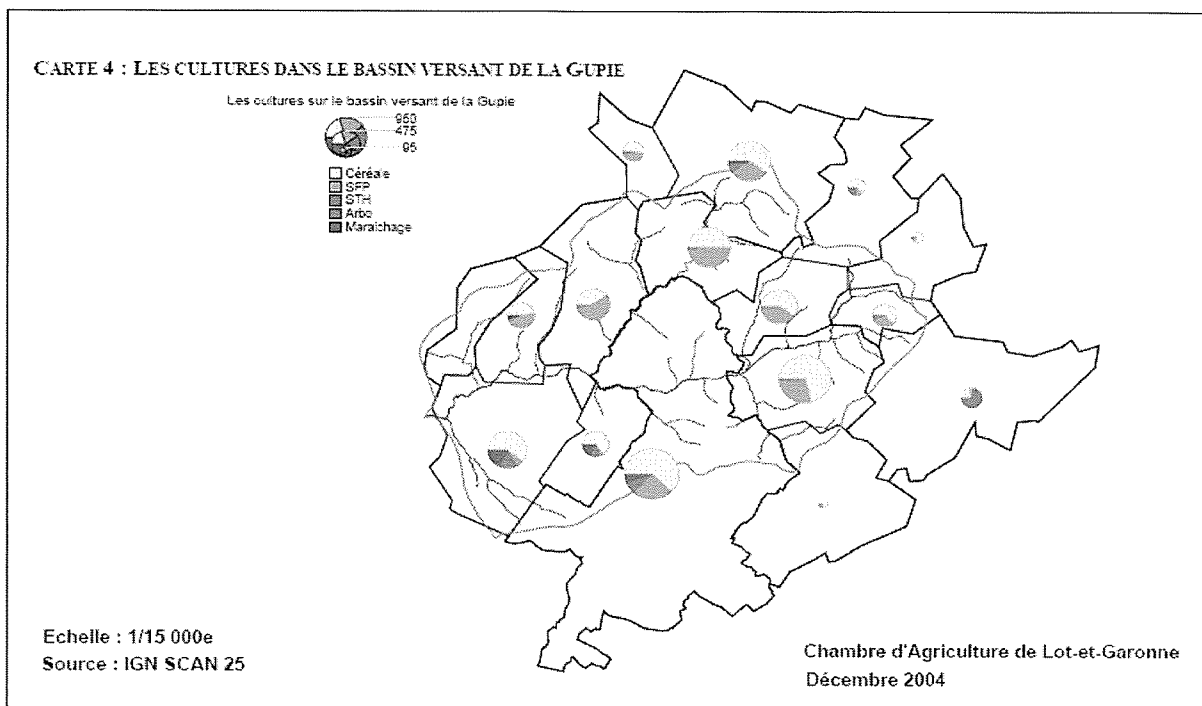 CARTE 4 : LES CULTURES DANS LE BASSIN VERSANT DE LA GUPIE
Les cultures sur le bassin versant de la Gupie
950
475
95
Céréale
SFP
STH
Arbo
Maraîchage
Echelle : 1/15 000e
Source : IGN SCAN 25
Chambre d'Agriculture de Lot-et-Garonne
Décembre 2004